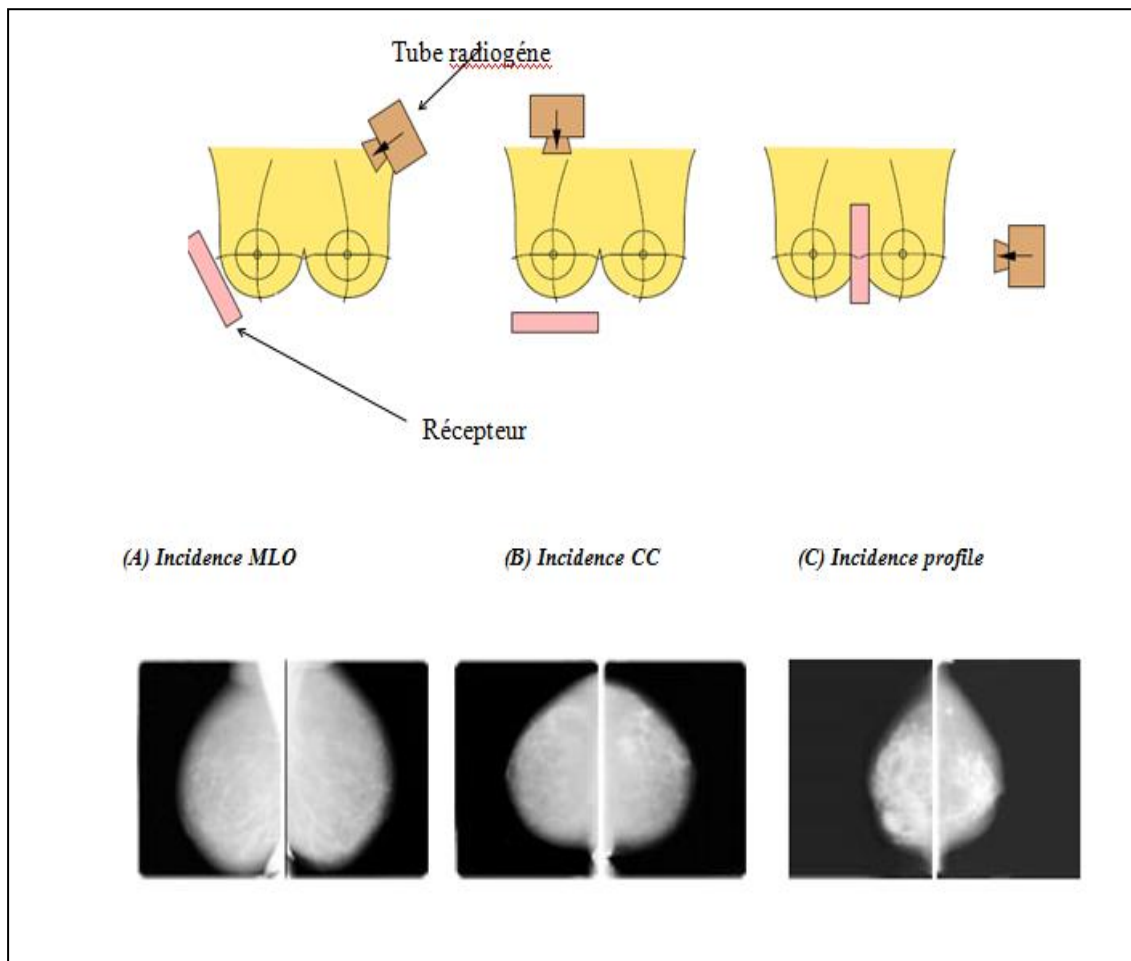 Tube radiogéne
Récepteur
(A) Incidence MLO
(B) Incidence CC
(C) Incidence profile